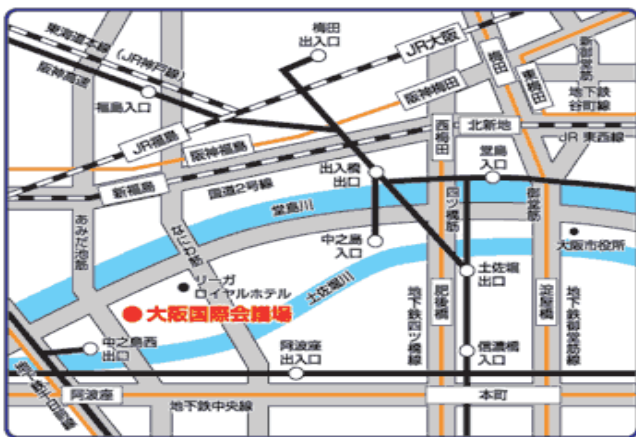 梅田
出入口
JR大阪
東海道本線（JR神戸線）
阪神高速
福島入口
梅田
東梅田
新御堂筋
地下鉄
谷町線
阪神梅田
JR福島
阪神福島
西梅田
北新地
JR 東西線
新福島
国道2号線
出入橋
出口
堂島
入口
四ツ橋筋
御堂筋
堂島川
あみだ池筋
なにわ筋
中之島
入口
大阪市役所
リーガ
ロイヤルホテル
土佐堀川
土佐堀
出口
大阪国際会議場
地下鉄四ツ橋線
肥後橋
淀屋橋
地下鉄御堂筋線
中之島西
出口
阿波座
出入口
信濃橋
入口
阿波座
地下鉄中央線
本町